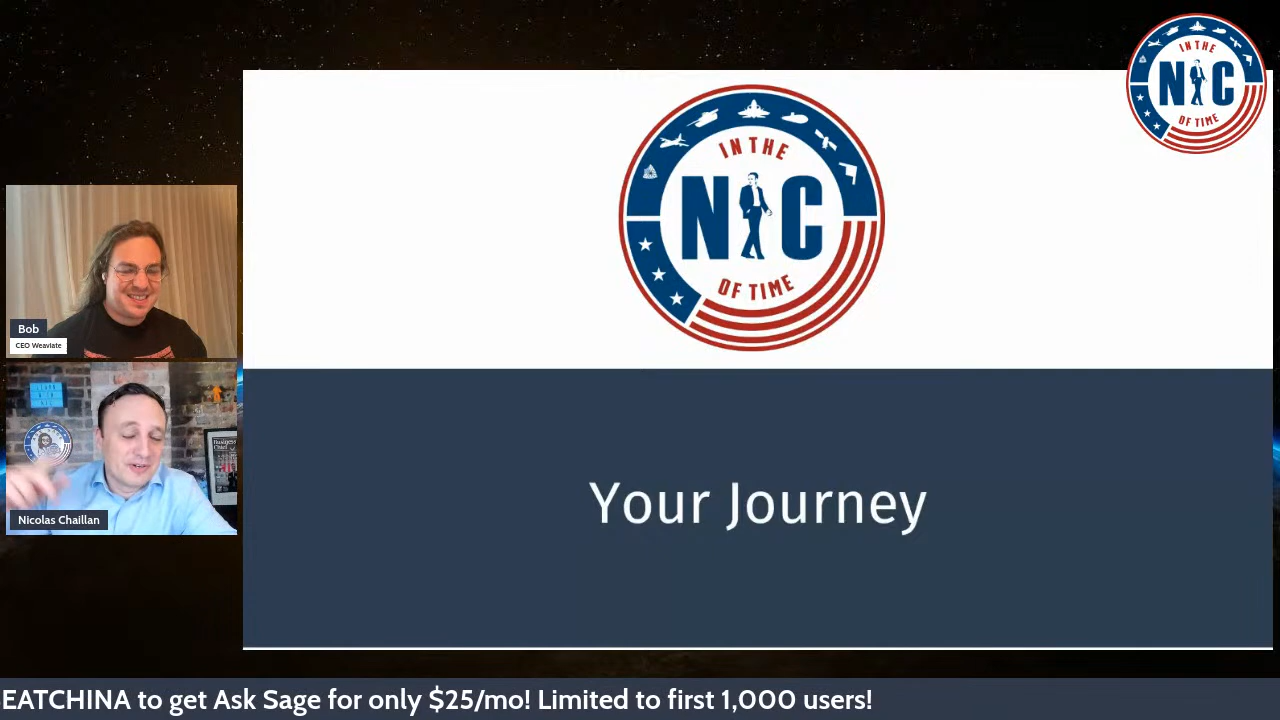 IN THE
NIC
OF TIME
IN THE
NIC
OF TIME
Bob
CEO Weaviate
Nicolas Chaillan
Your Journey
EATCHINA to get Ask Sage for only $25/mo! Limited to first 1,000 users!